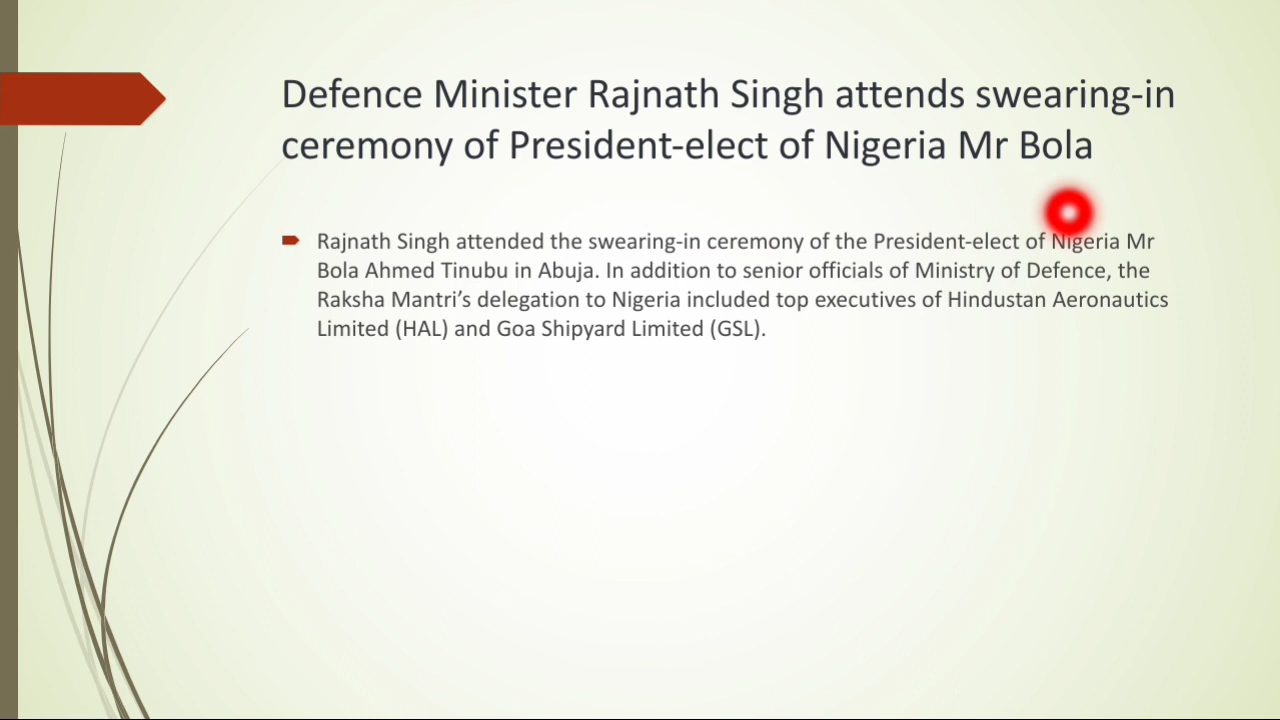 Defence Minister Rajnath Singh attends swearing-in
ceremony of President-elect of Nigeria Mr Bola
Rajnath Singh attended the swearing-in ceremony of the President-elect of Nigeria Mr
Bola Ahmed Tinubu in Abuja. In addition to senior officials of Ministry of Defence, the
Raksha Mantri’s delegation to Nigeria included top executives of Hindustan Aeronautics
Limited (HAL) and Goa Shipyard Limited (GSL).